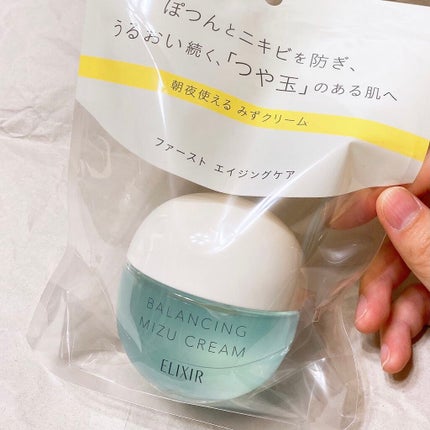 ぽつんとニキビを防ぎ、
うるおい続く、「つや玉」のある肌へ
朝夜使える みずクリーム
ファースト エイジングケア
BALANCING
MIZU CREAM
ELIXIR